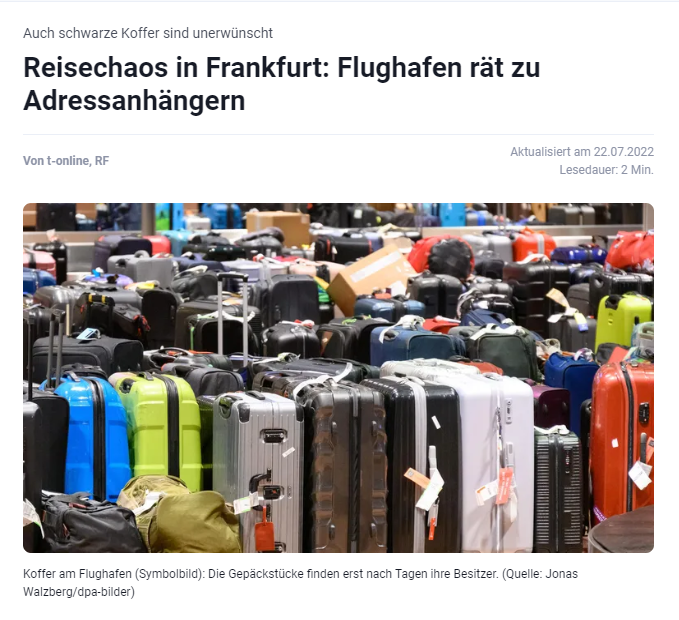 Auch schwarze Koffer sind unerwünscht
Reisechaos in Frankfurt: Flughafen rät zu
Adressanhängern
Von t-online, RF
Aktualisiert am 22.07.2022
Lesedauer: 2 Min.
Koffer am Flughafen (Symbolbild): Die Gepäckstücke finden erst nach Tagen ihre Besitzer. (Quelle: Jonas
Walzberg/dpa-bilder)